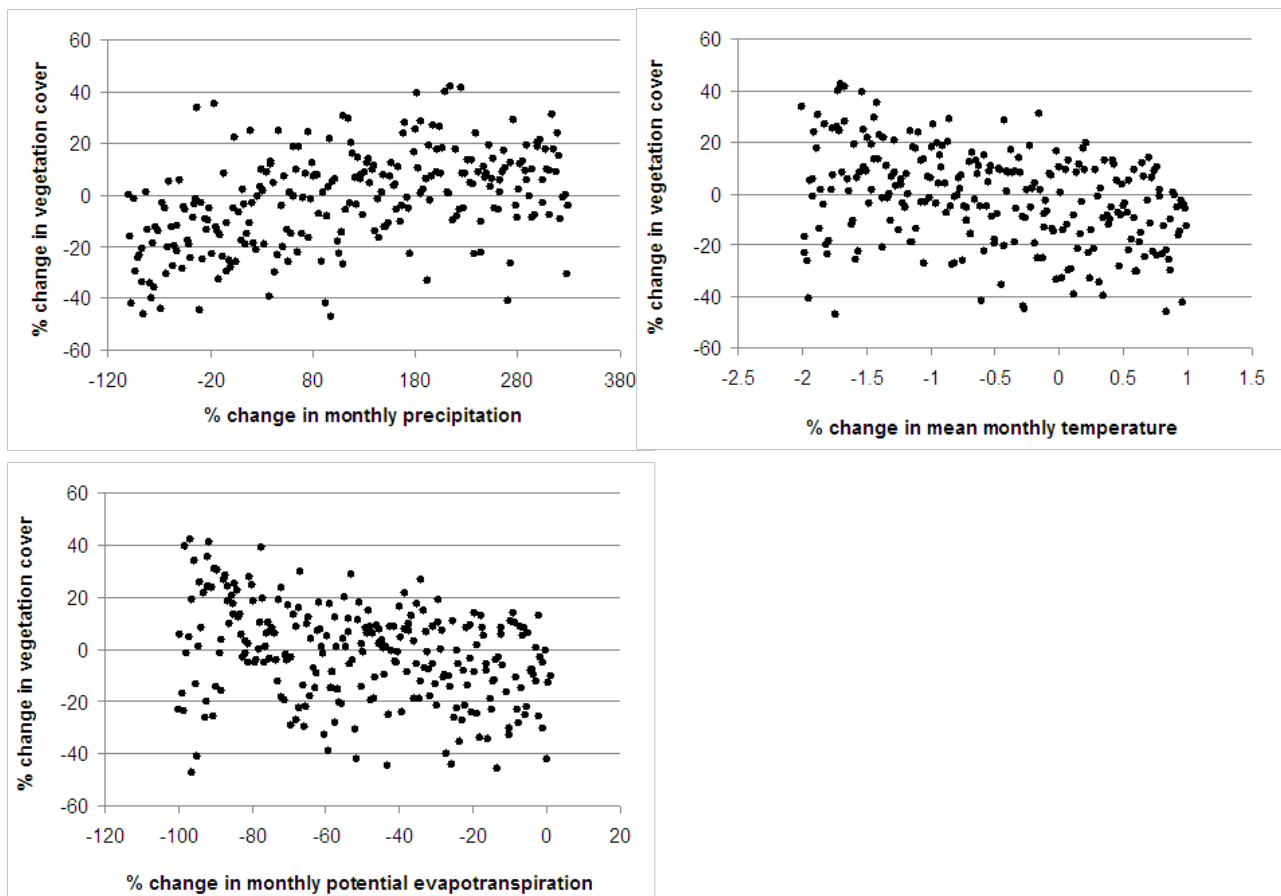 60
40
20
0
-20
-40
-60
-120 -20 80 180 280 380
% change in vegetation cover
% change in monthly precipitation
60
40
20
0
-20
-40
-60
-2.5 -2 -1.5 -1 -0.5 0 0.5 1 1.5
% change in vegetation cover
% change in mean monthly temperature
60
40
20
0
-20
-40
-60
-120 -100 -80 -60 -40 -20 0 20
% change in vegetation cover
% change in monthly potential evapotranspiration